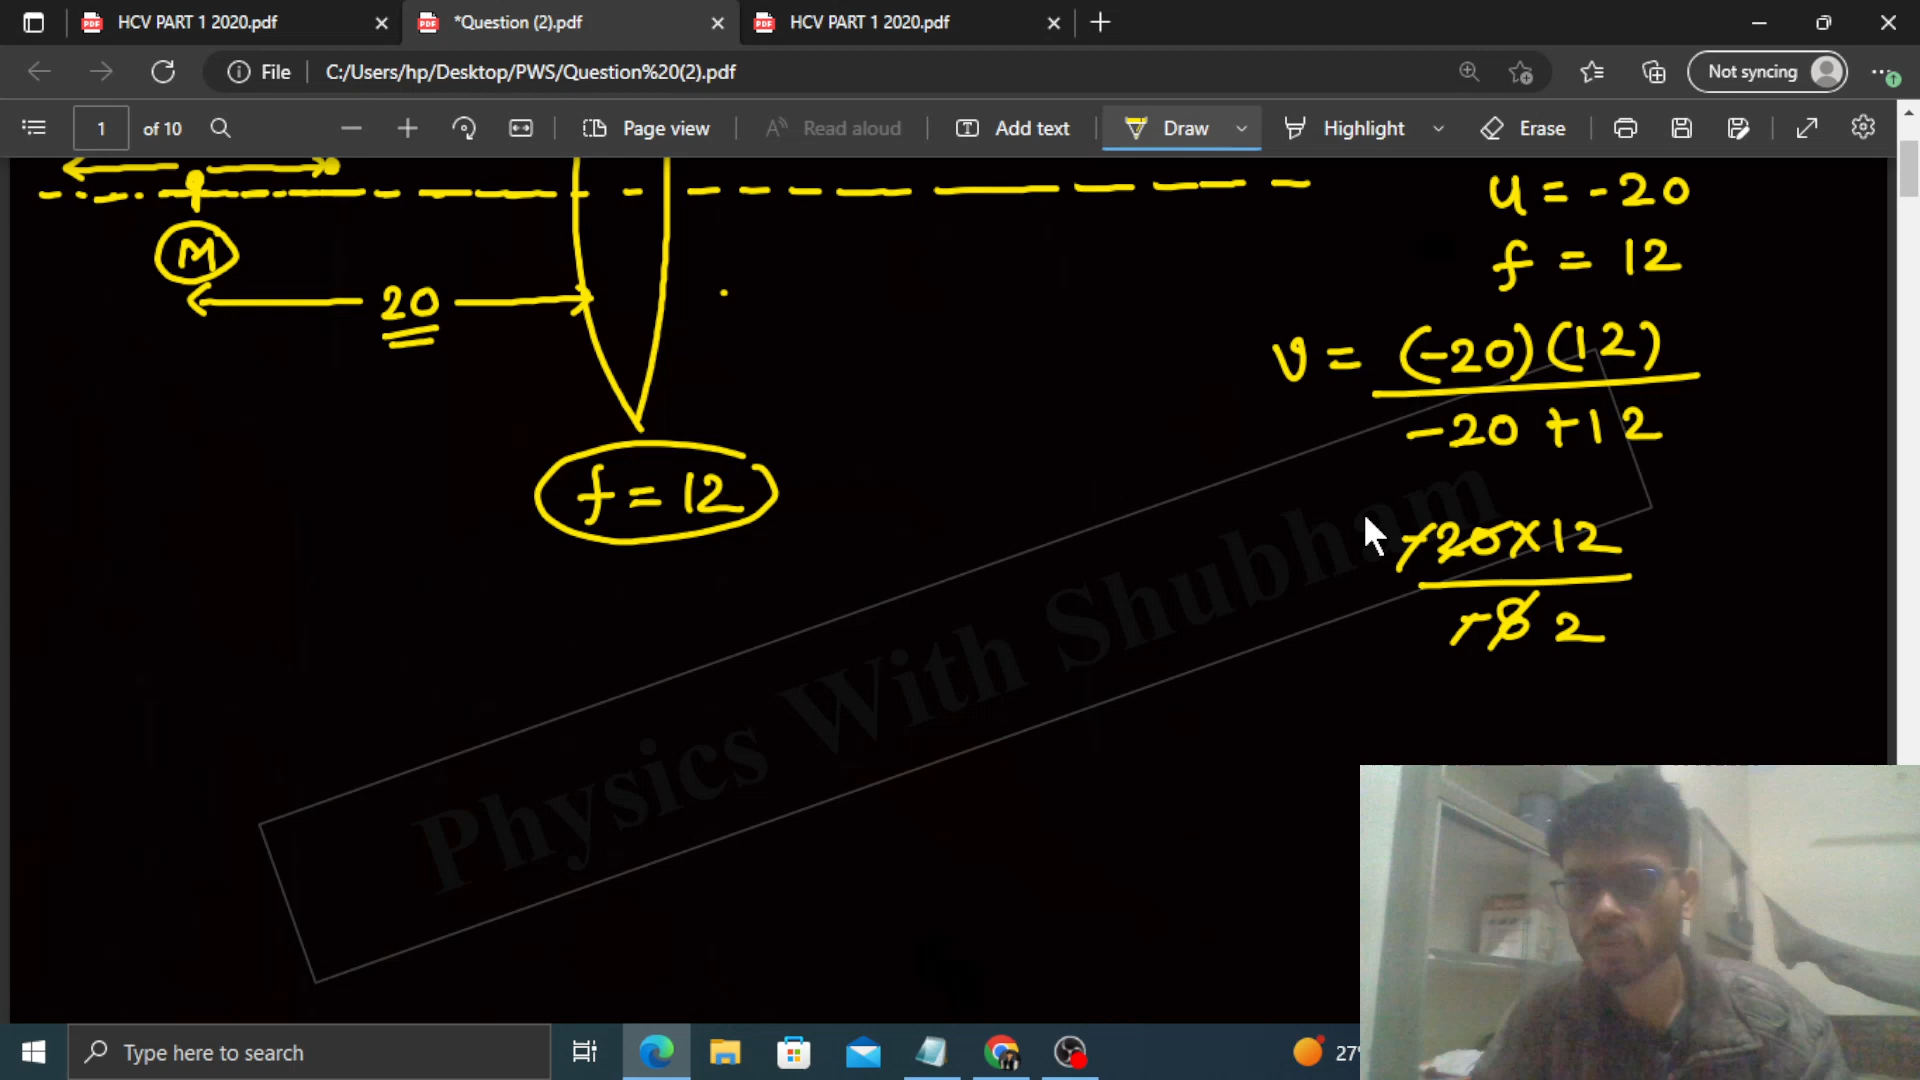 HCV PART 1 2020.pdf
*Question (2).pdf
HCV PART 1 2020.pdf
File
C:/Users/hp/Desktop/PWS/Question%20(2).pdf
Not syncing
1 of 10
Page view
Read aloud
Add text
Draw
Highlight
Erase
u = -20
M
f = 12
20
v = (-20)(12)
-20 + 12
f = 12
-20 x 12
-8 2
Physics With Shubham
Type here to search
27°